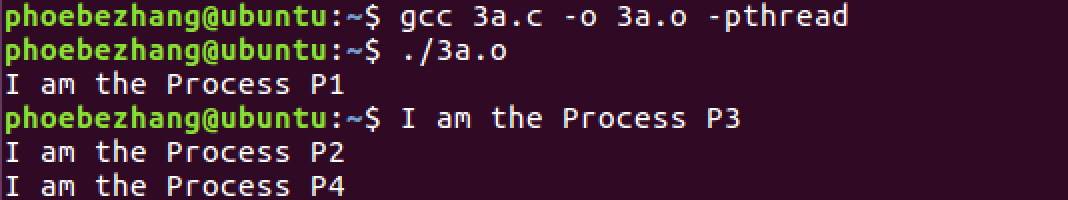 phoebezhang@ubuntu:~$ gcc 3a.c -o 3a.o -pthread
phoebezhang@ubuntu:~$ ./3a.o
I am the Process P1
phoebezhang@ubuntu:~$ I am the Process P3
I am the Process P2
I am the Process P4